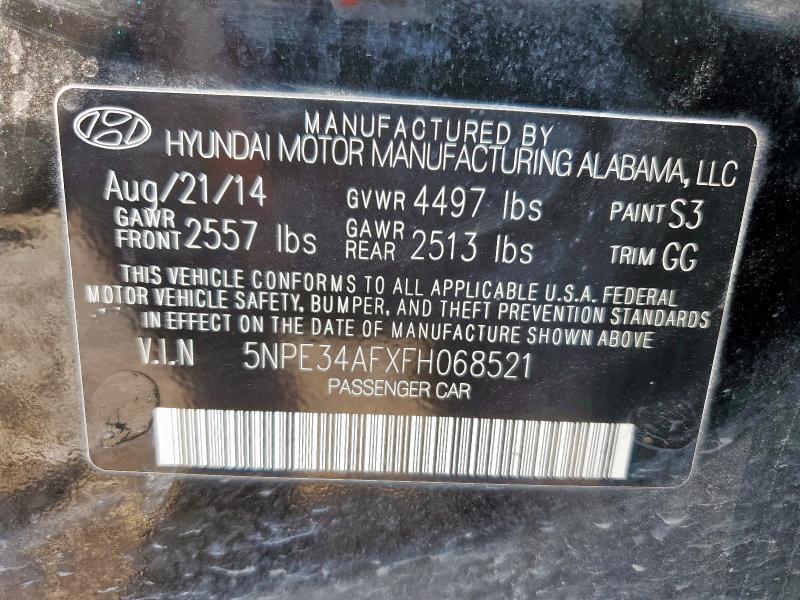 MANUFACTURED BY
HYUNDAI MOTOR MANUFACTURING ALABAMA, LLC
Aug/21/14 GVWR 4497 lbs PAINT S3
GAWR FRONT 2557 lbs GAWR REAR 2513 lbs TRIM GG
THIS VEHICLE CONFORMS TO ALL APPLICABLE U.S.A. FEDERAL
MOTOR VEHICLE SAFETY, BUMPER, AND THEFT PREVENTION STANDARDS
IN EFFECT ON THE DATE OF MANUFACTURE SHOWN ABOVE
V.I.N 5NPE34AFXFH068521
PASSENGER CAR